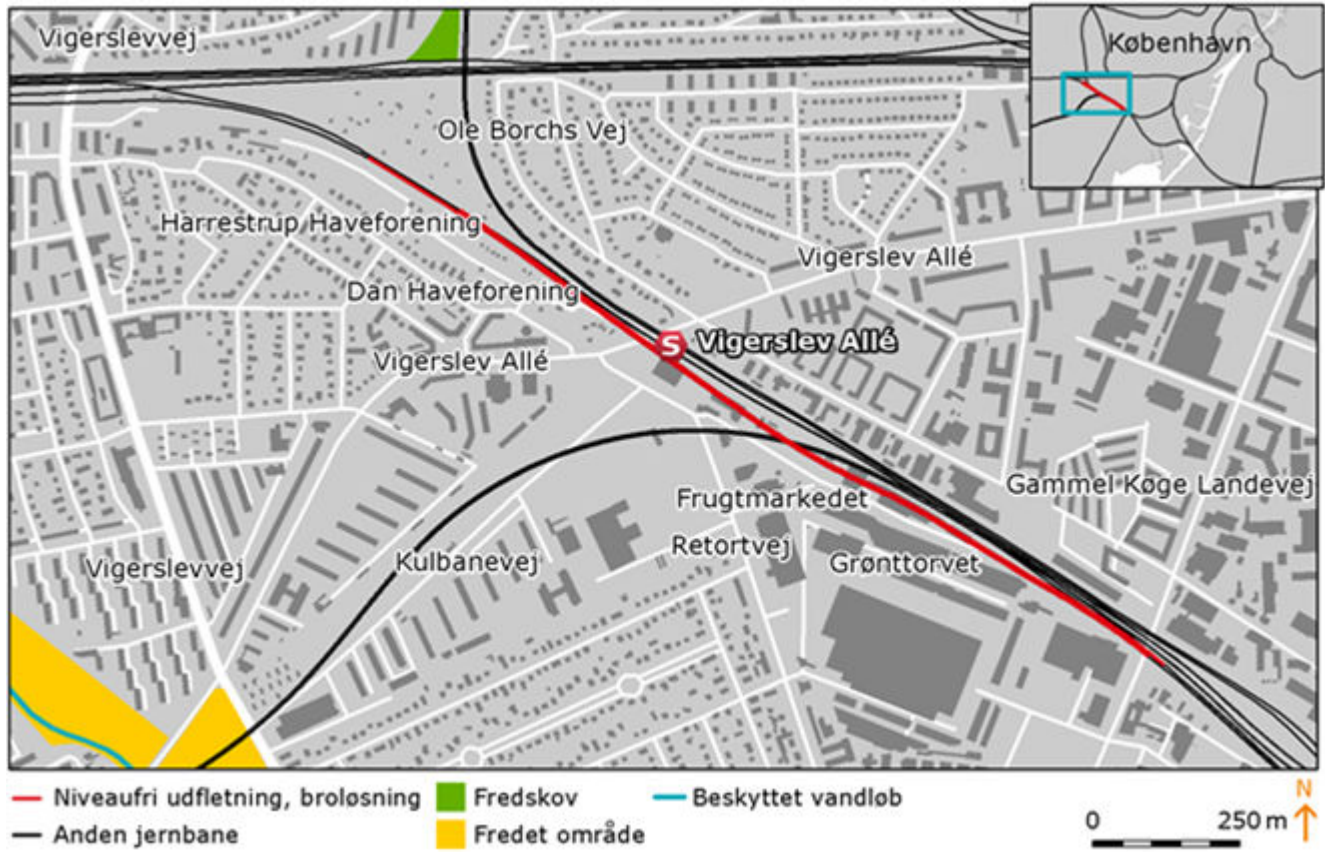 Vigerslevvej
København
Ole Borchs Vej
Harrestrup Haveforening
Vigerslev Allé
Dan Haveforening
S Vigerslev Allé
Vigerslev Allé
Gammel Køge Landevej
Frugtmarkedet
Retortvej
Vigerslevvej
Kulbanevej
Grønttorvet
Niveaufri udfletning, broløsning
Fredskov
Beskyttet vandløb
N
Anden jernbane
Fredet område
0 250 m